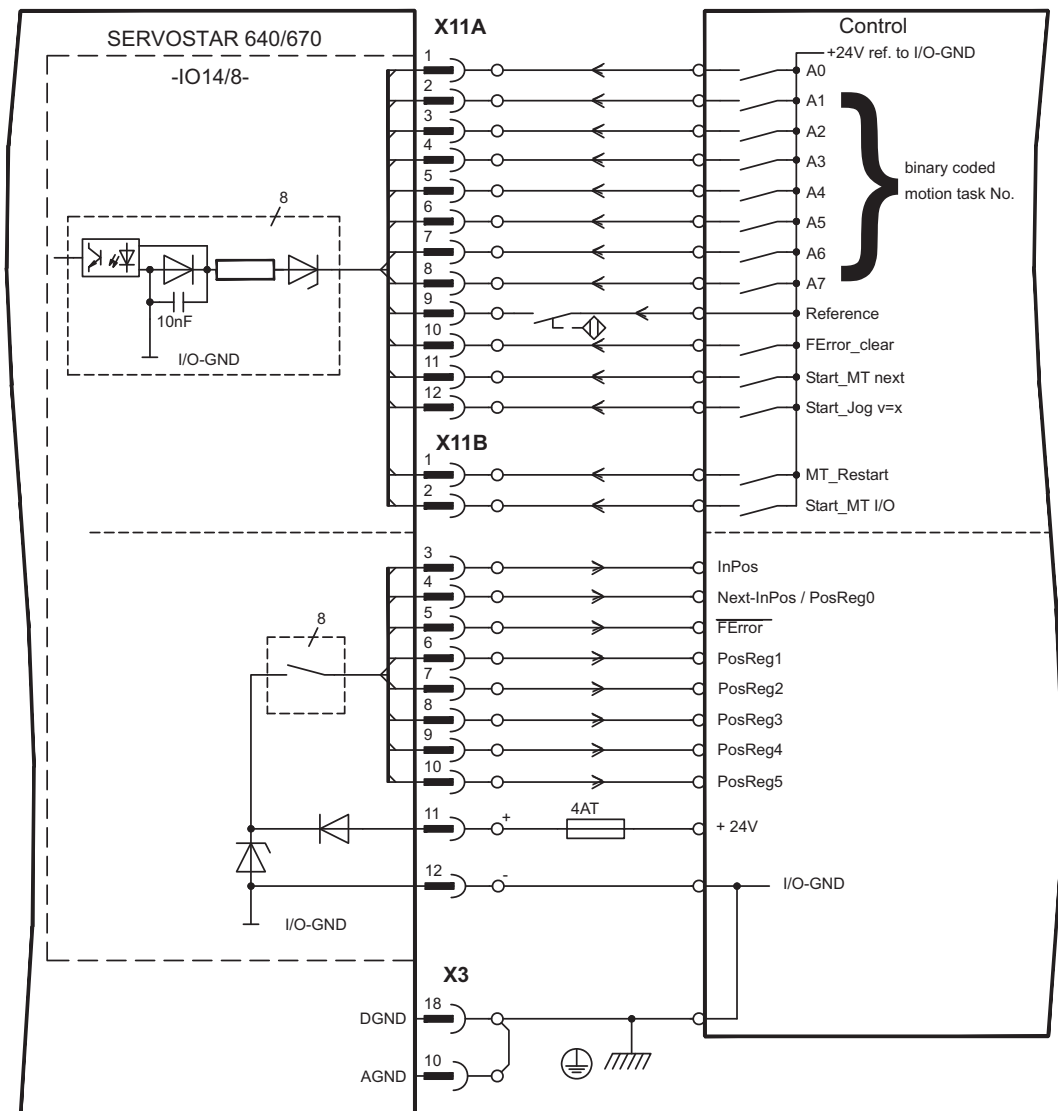 SERVOSTAR 640/670
-IO14/8-
8
10nF
I/O-GND
X11A
1
2
3
4
5
6
7
8
9
10
11
12
Control
+24V ref. to I/O-GND
A0
A1
A2
A3
A4
A5
A6
A7
binary coded
motion task No.
Reference
FError_clear
Start_MT next
Start_Jog v=x
X11B
1
2
MT_Restart
Start_MT I/O
8
3
4
5
6
7
8
9
10
InPos
Next-InPos / PosReg0
FError
PosReg1
PosReg2
PosReg3
PosReg4
PosReg5
11
+
4AT
+ 24V
12
-
I/O-GND
I/O-GND
X3
DGND
18
AGND
10